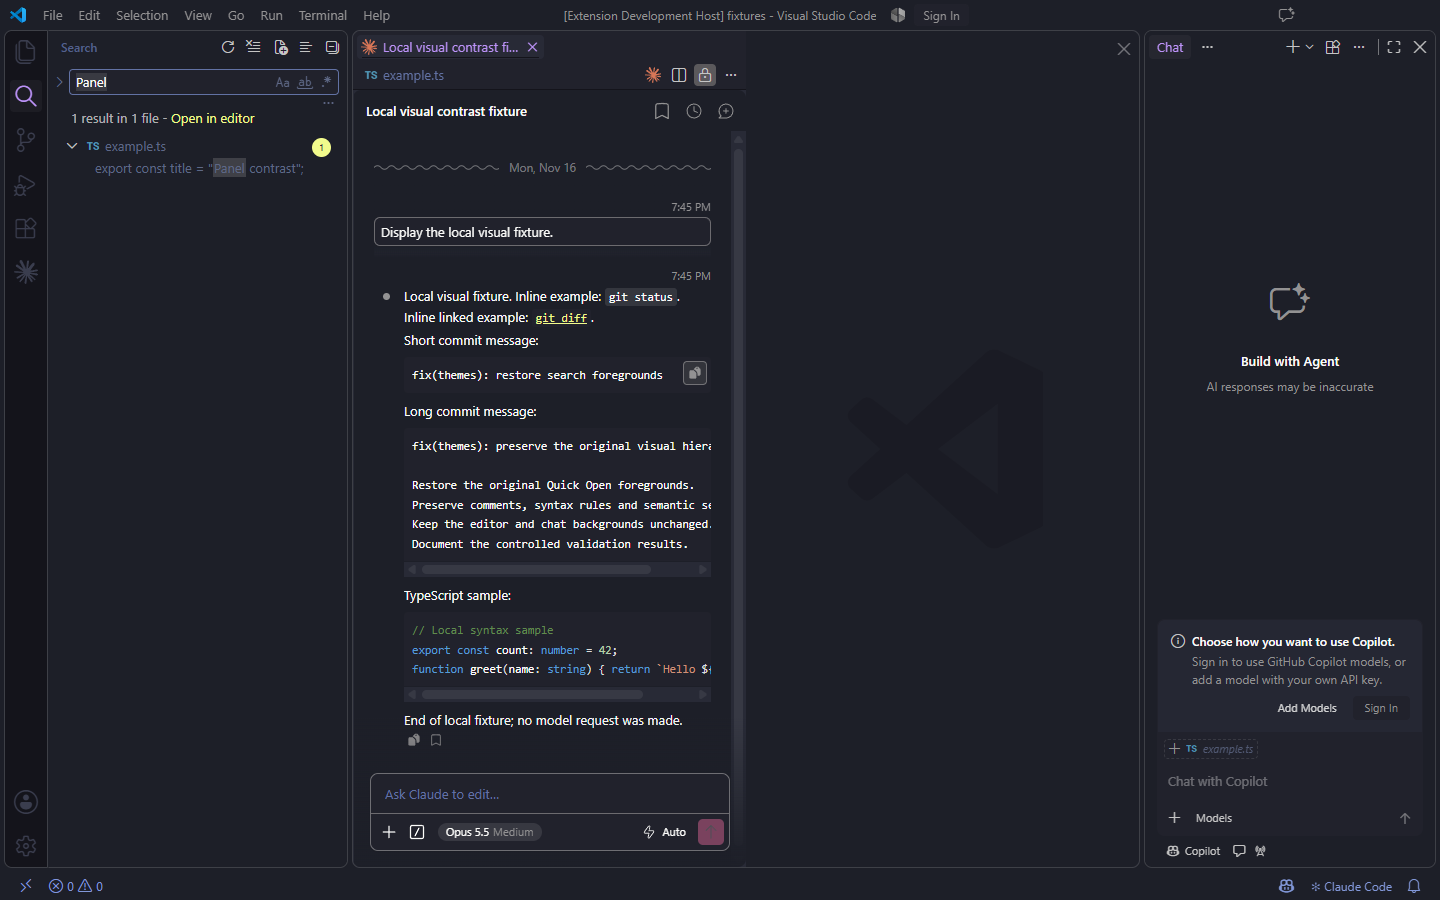 File Edit Selection View Go Run Terminal Help
[Extension Development Host] fixtures - Visual Studio Code
Sign In
Search
Panel
Aa ab .*
1 result in 1 file - Open in editor
TS example.ts
1
export const title = "Panel contrast";
Local visual contrast fi...
TS example.ts
Local visual contrast fixture
Mon, Nov 16
7:45 PM
Display the local visual fixture.
7:45 PM
Local visual fixture. Inline example: git status.
Inline linked example: git diff.
Short commit message:
fix(themes): restore search foregrounds
Long commit message:
fix(themes): preserve the original visual hiera
Restore the original Quick Open foregrounds.
Preserve comments, syntax rules and semantic se
Keep the editor and chat backgrounds unchanged.
Document the controlled validation results.
TypeScript sample:
// Local syntax sample
export const count: number = 42;
function greet(name: string) { return `Hello ${
End of local fixture; no model request was made.
Ask Claude to edit...
Opus 5.5 Medium
Auto
Chat
Build with Agent
AI responses may be inaccurate
Choose how you want to use Copilot.
Sign in to use GitHub Copilot models, or
add a model with your own API key.
Add Models
Sign In
TS example.ts
Chat with Copilot
Models
Copilot
0 0
Claude Code